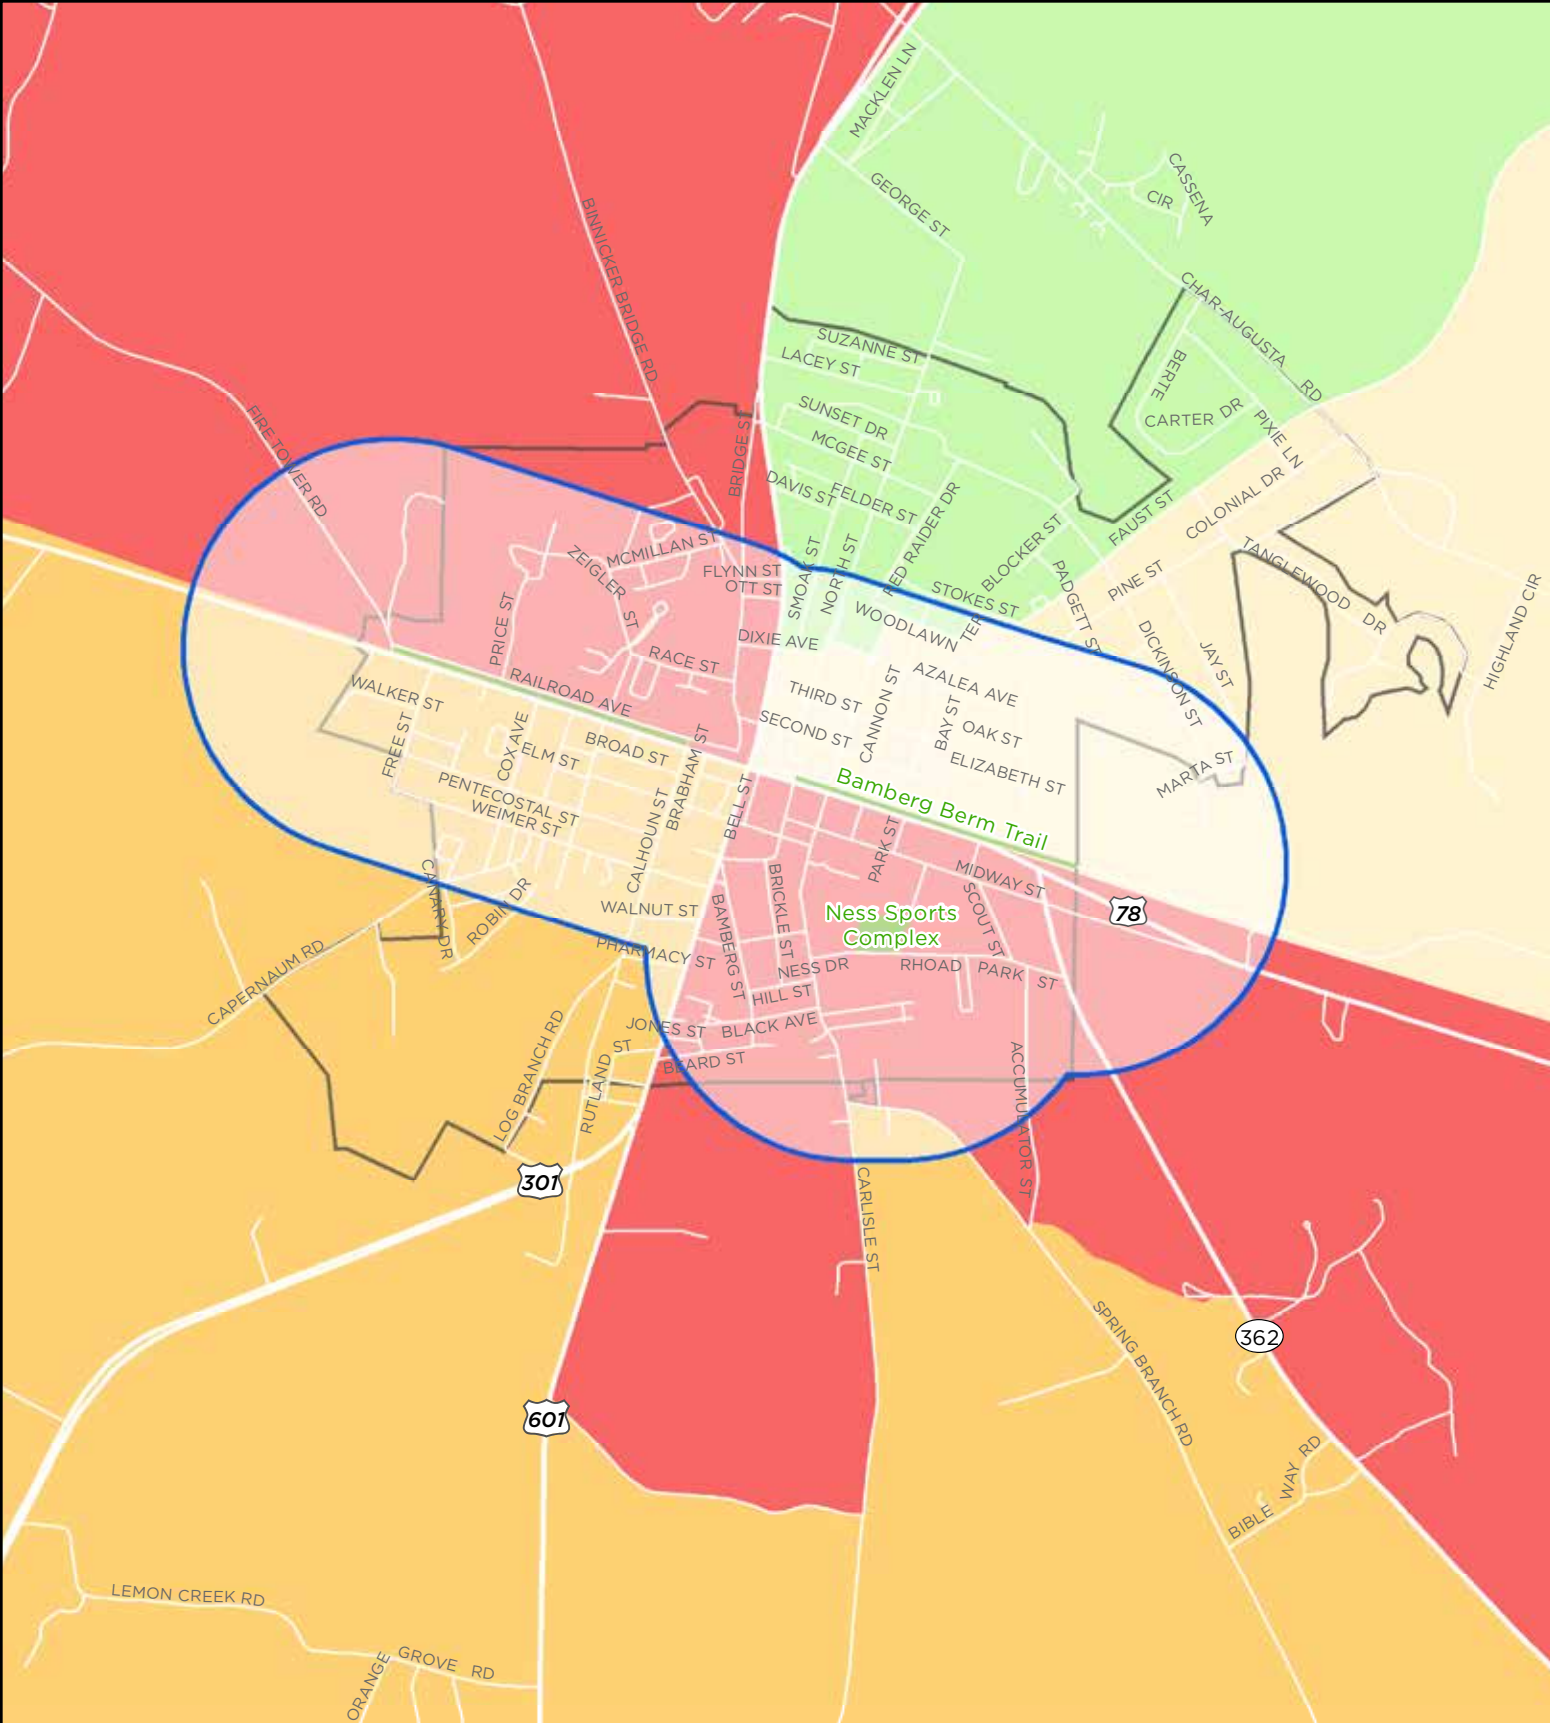 MACKLEN LN
CASSENA
CIR
GEORGE ST
BINNICKER BRIDGE RD
CHAR-AUGUSTA RD
SUZANNE ST
LACEY ST
BERTE
CARTER DR
PIXIE LN
SUNSET DR
MCGEE ST
FIRE TOWER RD
BRIDGE ST
DAVIS ST
FELDER ST
RED RAIDER DR
COLONIAL DR
FAUST ST
BLOCKER ST
TANGLEWOOD DR
MCMILLAN ST
ZEIGLER ST
FLYNN ST
OTT ST
SMOAK ST
NORTH ST
STOKES ST
PADGETT ST
PINE ST
HIGHLAND CIR
WOODLAWN TER
DICKINSON ST
JAY ST
PRICE ST
DIXIE AVE
RACE ST
AZALEA AVE
RAILROAD AVE
WALKER ST
THIRD ST
CANNON ST
BAY ST
OAK ST
SECOND ST
FREE ST
COX AVE
ELM ST
BROAD ST
BRABHAM ST
ELIZABETH ST
MARTA ST
PENTECOSTAL ST
WEIMER ST
CALHOUN ST
BELL ST
Bamberg Berm Trail
PARK ST
MIDWAY ST
CANARY DR
ROBIN DR
WALNUT ST
BAMBERG ST
BRICKLE ST
Ness Sports
Complex
SCOUT ST
78
CAPERNAUM RD
PHARMACY ST
NESS DR
RHOAD PARK ST
HILL ST
JONES ST
BLACK AVE
BEARD ST
LOG BRANCH RD
RUTLAND ST
ACCUMULATOR ST
301
CARLISLE ST
SPRING BRANCH RD
362
601
BIBLE WAY RD
LEMON CREEK RD
ORANGE GROVE RD